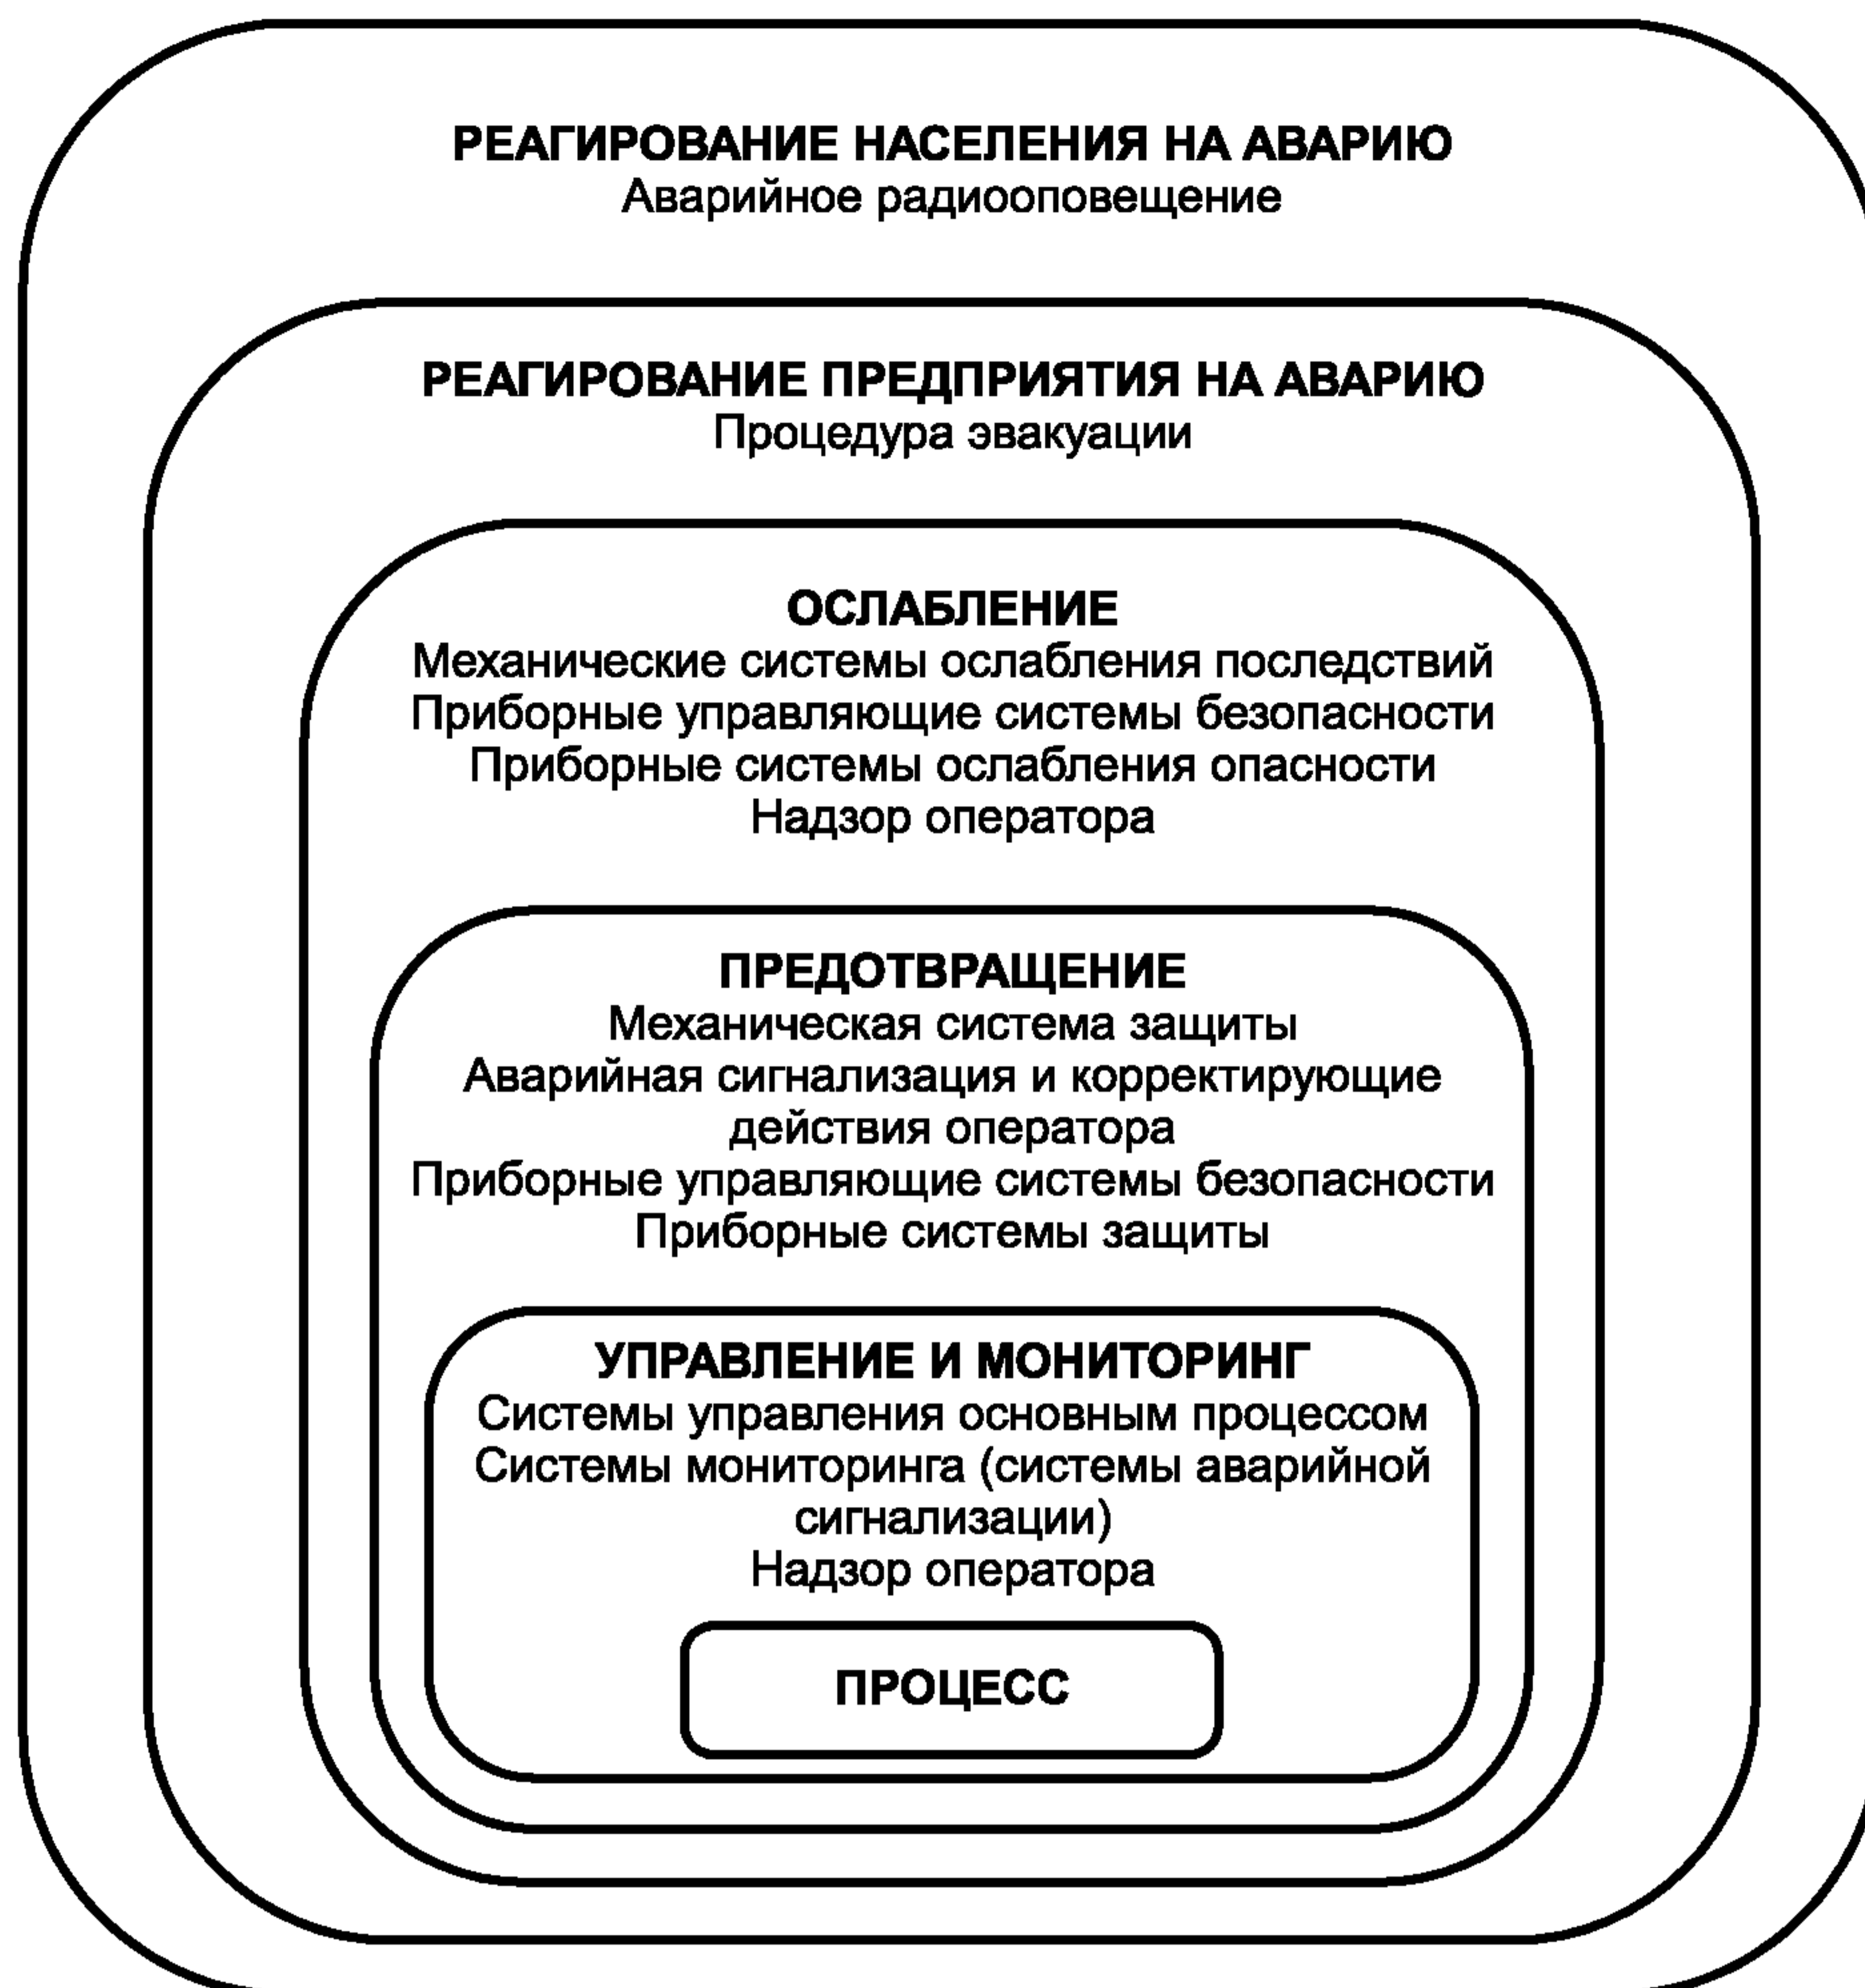 РЕАГИРОВАНИЕ НАСЕЛЕНИЯ НА АВАРИЮ
Аварийное радиооповещение
РЕАГИРОВАНИЕ ПРЕДПРИЯТИЯ НА АВАРИЮ
Процедура эвакуации
ОСЛАБЛЕНИЕ
Механические системы ослабления последствий
Приборные управляющие системы безопасности
Приборные системы ослабления опасности
Надзор оператора
ПРЕДОТВРАЩЕНИЕ
Механическая система защиты
Аварийная сигнализация и корректирующие
действия оператора
Приборные управляющие системы безопасности
Приборные системы защиты
УПРАВЛЕНИЕ И МОНИТОРИНГ
Системы управления основным процессом
Системы мониторинга (системы аварийной
сигнализации)
Надзор оператора
ПРОЦЕСС